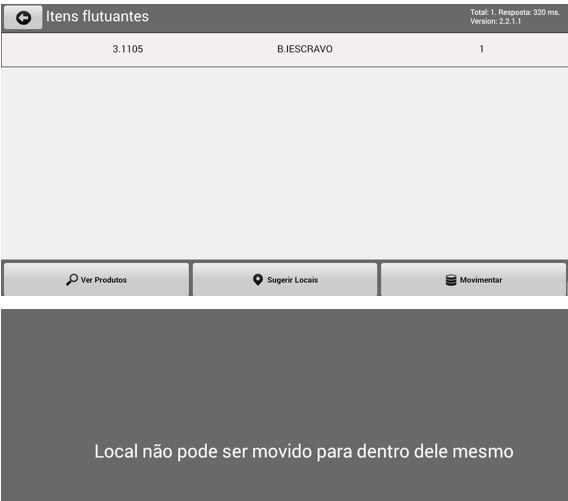 Itens flutuantes
Total: 1. Resposta: 320 ms.
Version: 2.2.1.1
3.1105 B.IESCRAVO 1
Ver Produtos Sugerir Locais Movimentar
Local não pode ser movido para dentro dele mesmo